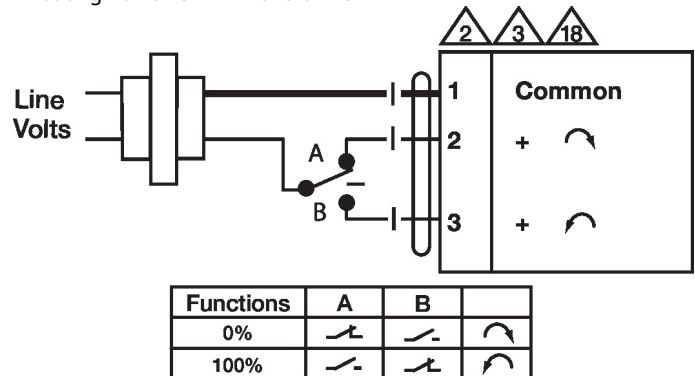 2 3 18
Line
Volts
1 Common
A
2 +
B
3 +
Functions A B
0%
100%